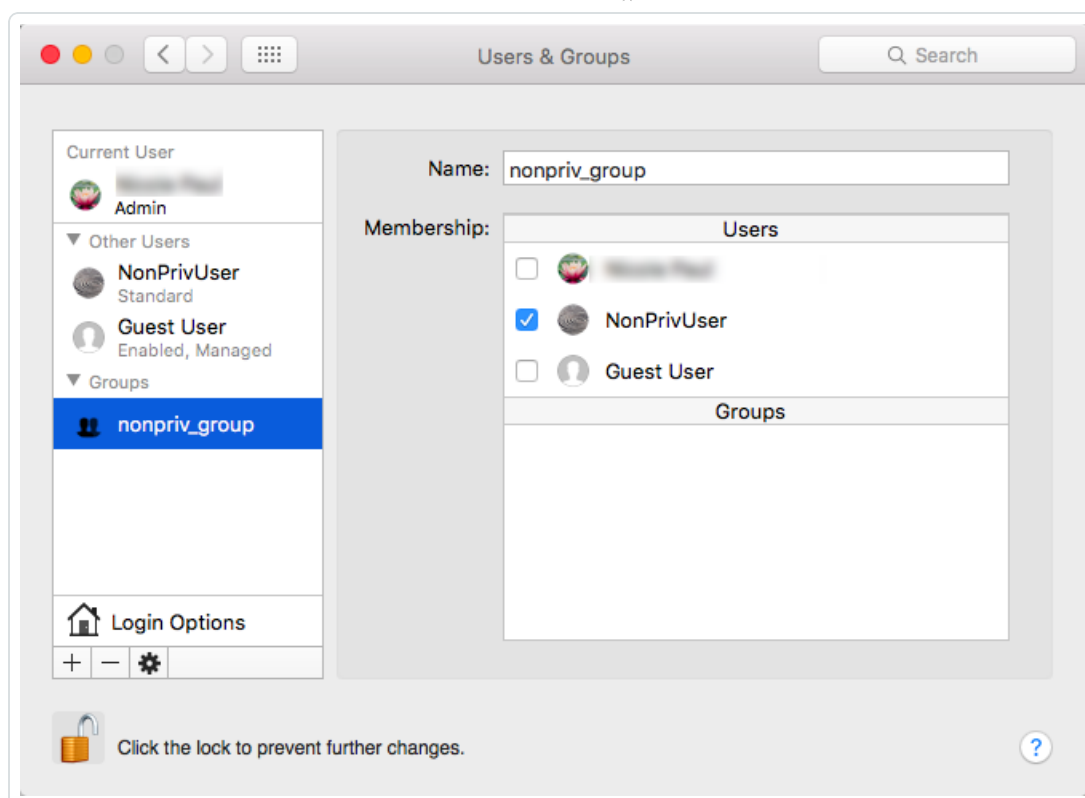 Users & Groups
Search
Current User
Admin
Other Users
NonPrivUser
Standard
Guest User
Enabled, Managed
Groups
nonpriv_group
Login Options
Name: nonpriv_group
Membership:
Users
NonPrivUser
Guest User
Groups
Click the lock to prevent further changes.
?